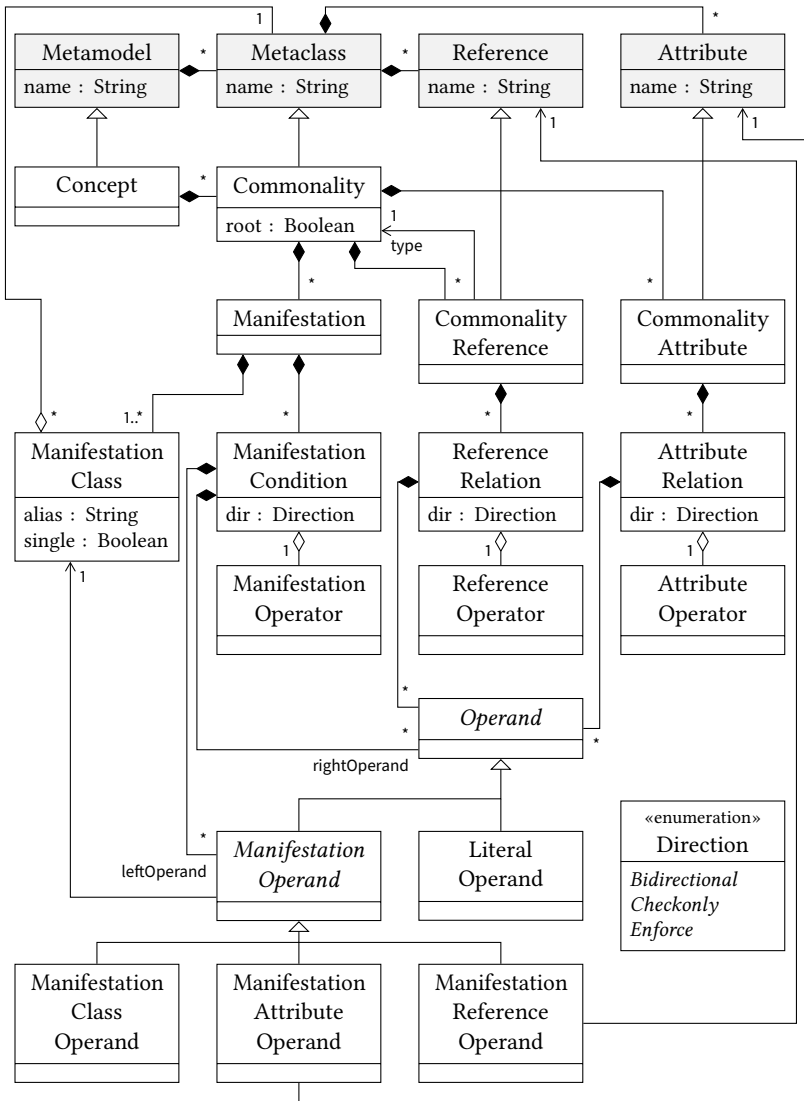 1
*
Metamodel
name : String
*
Metaclass
name : String
*
Reference
name : String
Attribute
name : String
1
1
Concept
*
Commonality
root : Boolean
1
type
*
*
*
Manifestation
Commonality
Reference
Commonality
Attribute
*
1..*
*
*
*
Manifestation
Class
alias : String
single : Boolean
Manifestation
Condition
dir : Direction
Reference
Relation
dir : Direction
Attribute
Relation
dir : Direction
1
1
1
1
Manifestation
Operator
Reference
Operator
Attribute
Operator
*
*
*
Operand
rightOperand
*
leftOperand
Manifestation
Operand
Literal
Operand
«enumeration»
Direction
Bidirectional
Checkonly
Enforce
Manifestation
Class
Operand
Manifestation
Attribute
Operand
Manifestation
Reference
Operand